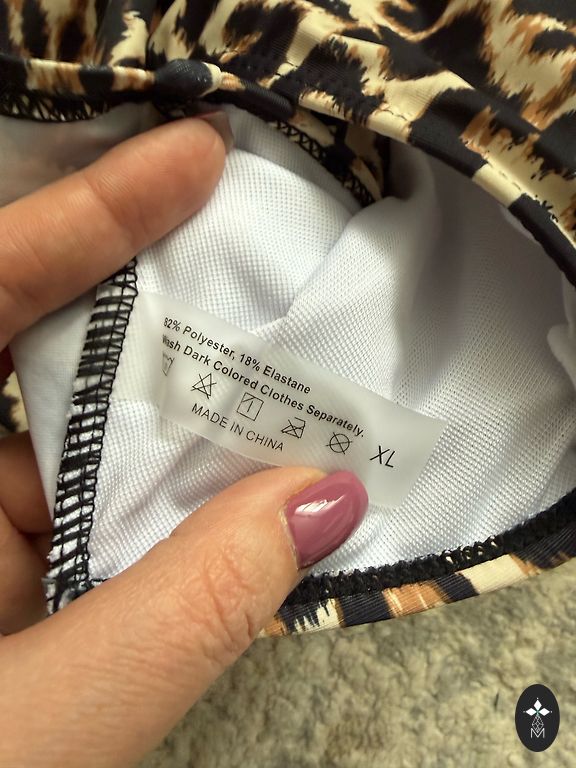 82% Polyester, 18% Elastane
Wash Dark Colored Clothes Separately.
MADE IN CHINA
XL
M